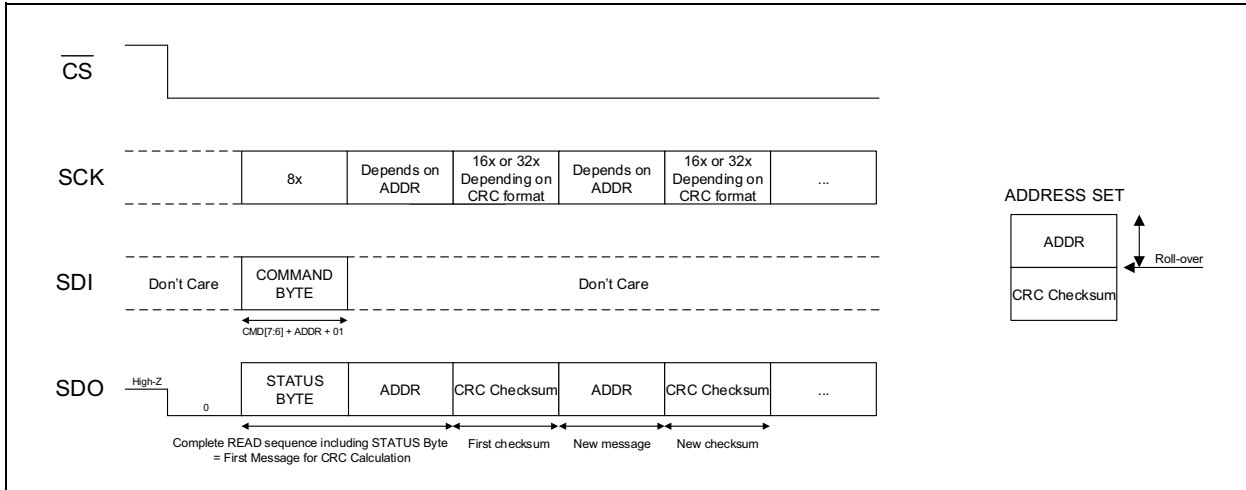 CS
SCK
8x
Depends on
ADDR
16x or 32x
Depending on
CRC format
Depends on
ADDR
16x or 32x
Depending on
CRC format
...
SDI
Don't Care
COMMAND
BYTE
Don't Care
CMD[7:6] + ADDR + 01
SDO
High-Z
0
STATUS
BYTE
ADDR
CRC Checksum
ADDR
CRC Checksum
...
Complete READ sequence including STATUS Byte
= First Message for CRC Calculation
First checksum
New message
New checksum
ADDRESS SET
ADDR
Roll-over
CRC Checksum